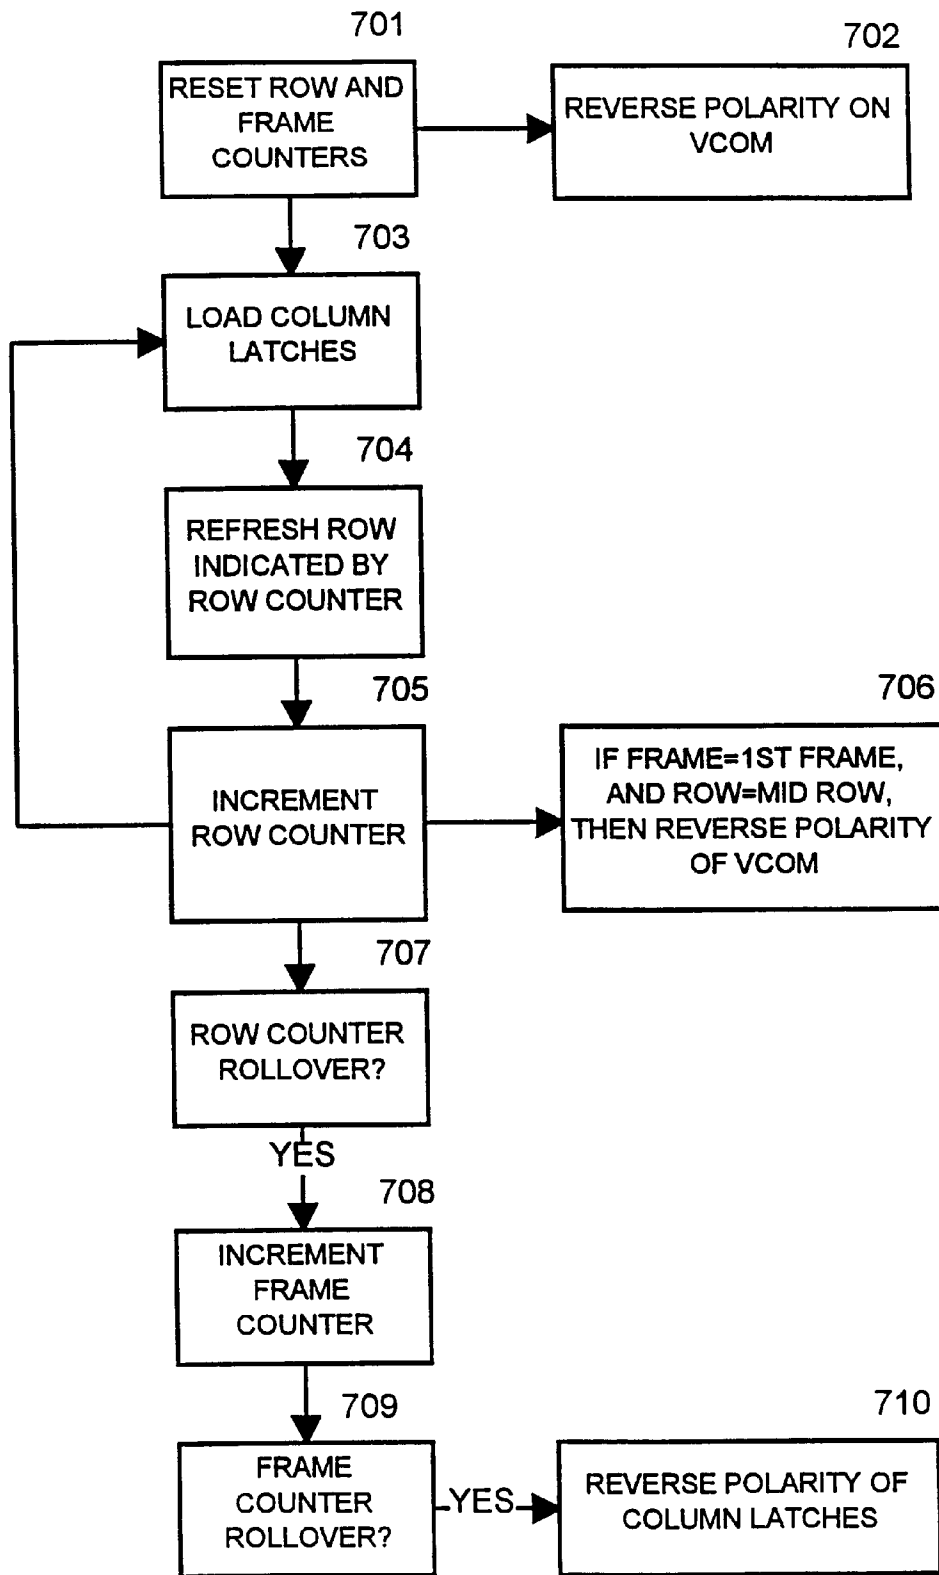 701
RESET ROW AND
FRAME
COUNTERS
702
REVERSE POLARITY ON
VCOM
703
LOAD COLUMN
LATCHES
704
REFRESH ROW
INDICATED BY
ROW COUNTER
705
INCREMENT
ROW COUNTER
706
IF FRAME=1ST FRAME,
AND ROW=MID ROW,
THEN REVERSE POLARITY
OF VCOM
707
ROW COUNTER
ROLLOVER?
YES
708
INCREMENT
FRAME
COUNTER
709
FRAME
COUNTER
ROLLOVER?
YES
710
REVERSE POLARITY OF
COLUMN LATCHES